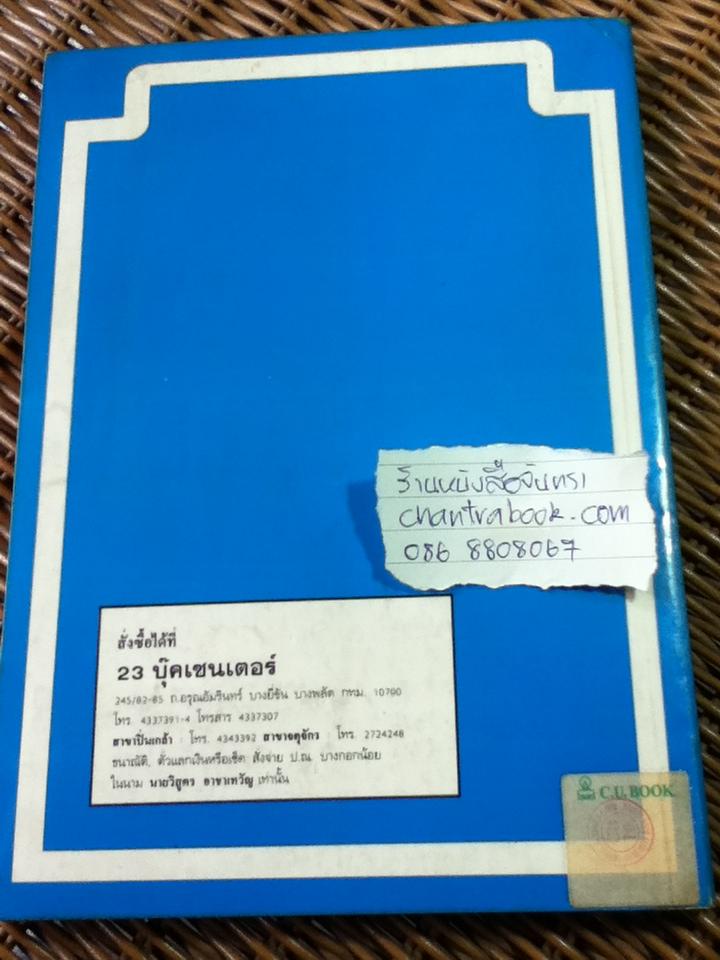 ร้านหนังสือจันทรา
chantrabook.com
086 8808067
สั่งซื้อได้ที่
23 บุ๊คเซนเตอร์
245/82-85 ถ.อรุณอัมรินทร์ บางยี่ขัน บางพลัด กทม. 10700
โทร. 4337391-4 โทรสาร 4337307
สาขาปิ่นเกล้า : โทร. 4343392 สาขาจตุจักร : โทร. 2724248
ธนาณัติ, ตั๋วแลกเงินหรือเช็ค สั่งจ่าย ป.ณ. บางกอกน้อย
ในนาม นายวิสูตร อาขาเทวัญ เท่านั้น
C.U. BOOK